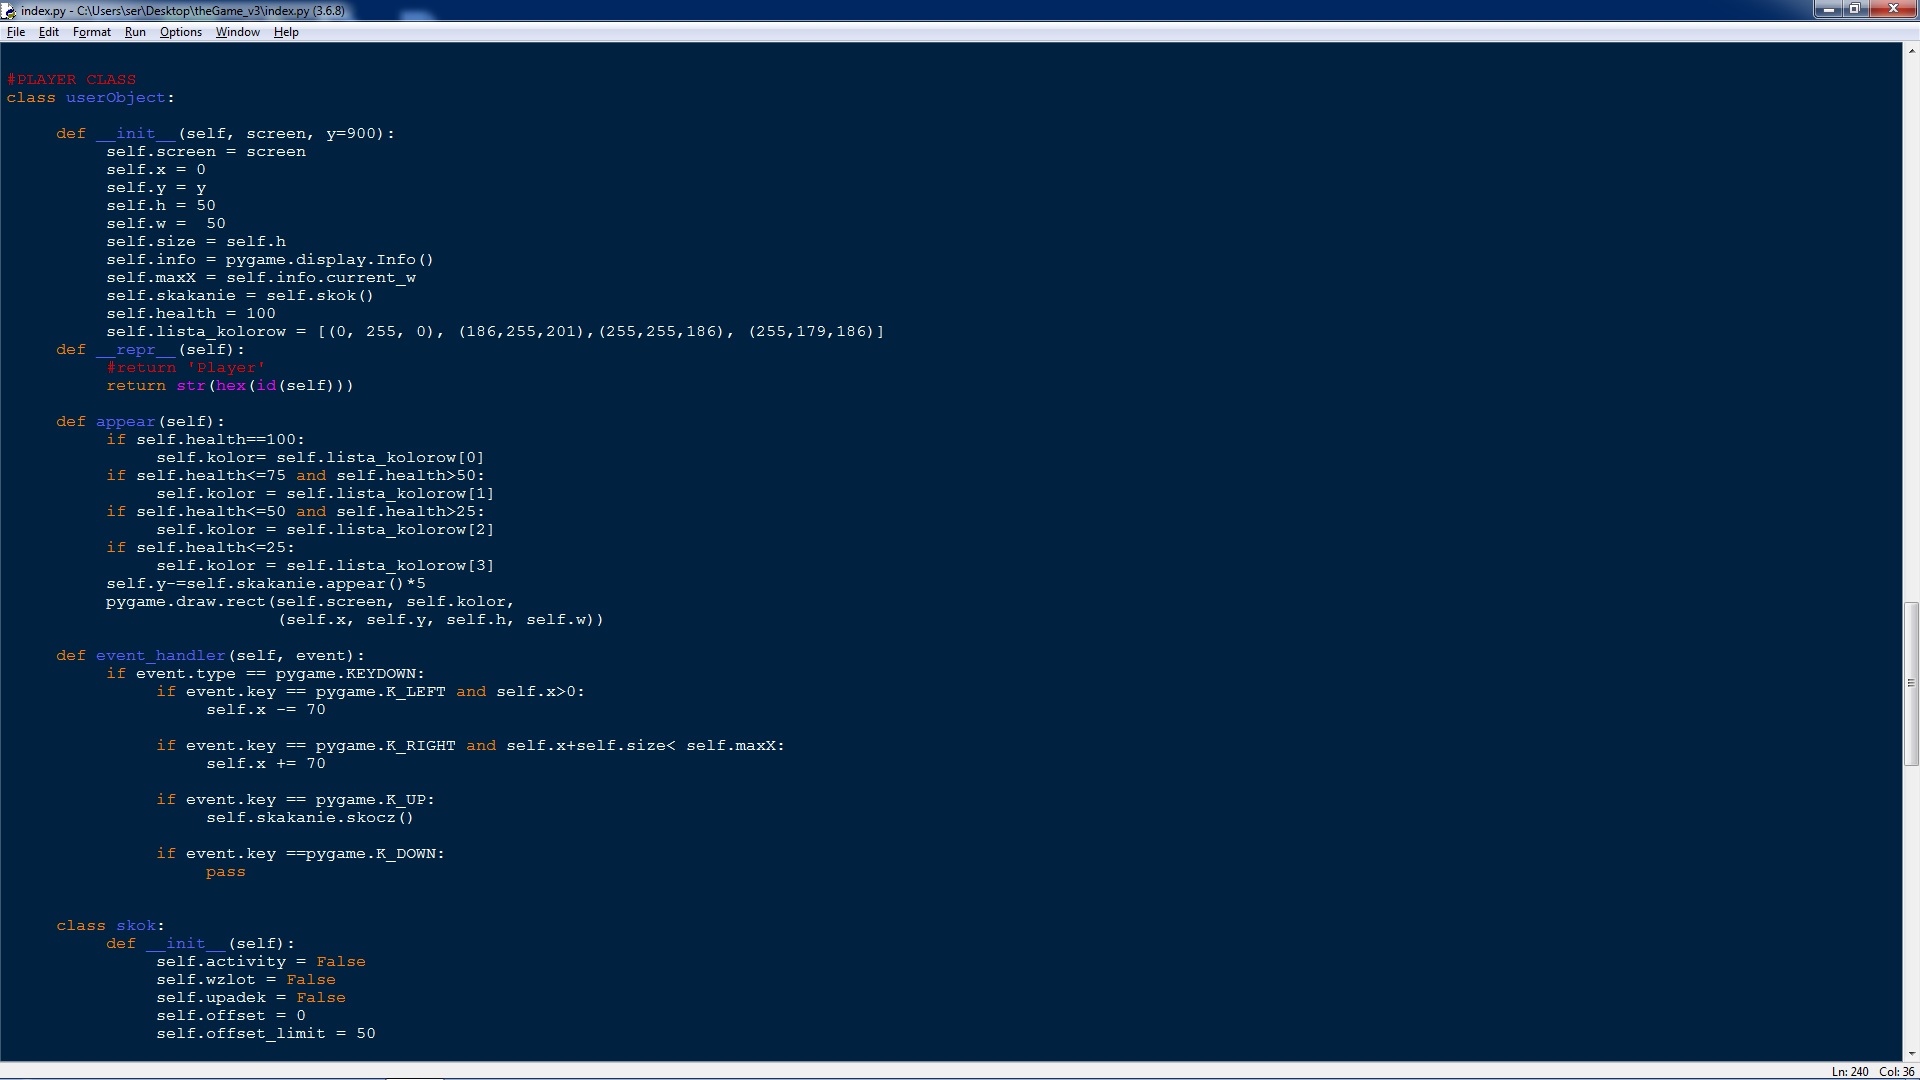 index.py - C:\Users\ser\Desktop\theGame_v3\index.py (3.6.8)
File Edit Format Run Options Window Help
#PLAYER CLASS
class userObject:
def __init__(self, screen, y=900):
self.screen = screen
self.x = 0
self.y = y
self.h = 50
self.w =  50
self.size = self.h
self.info = pygame.display.Info()
self.maxX = self.info.current_w
self.skakanie = self.skok()
self.health = 100
self.lista_kolorow = [(0, 255, 0), (186,255,201),(255,255,186), (255,179,186)]
def __repr__(self):
#return 'Player'
return str(hex(id(self)))
def appear(self):
if self.health==100:
self.kolor= self.lista_kolorow[0]
if self.health<=75 and self.health>50:
self.kolor = self.lista_kolorow[1]
if self.health<=50 and self.health>25:
self.kolor = self.lista_kolorow[2]
if self.health<=25:
self.kolor = self.lista_kolorow[3]
self.y-=self.skakanie.appear()*5
pygame.draw.rect(self.screen, self.kolor,
(self.x, self.y, self.h, self.w))
def event_handler(self, event):
if event.type == pygame.KEYDOWN:
if event.key == pygame.K_LEFT and self.x>0:
self.x -= 70
if event.key == pygame.K_RIGHT and self.x+self.size< self.maxX:
self.x += 70
if event.key == pygame.K_UP:
self.skakanie.skocz()
if event.key ==pygame.K_DOWN:
pass
class skok:
def __init__(self):
self.activity = False
self.wzlot = False
self.upadek = False
self.offset = 0
self.offset_limit = 50
Ln: 240 Col: 36